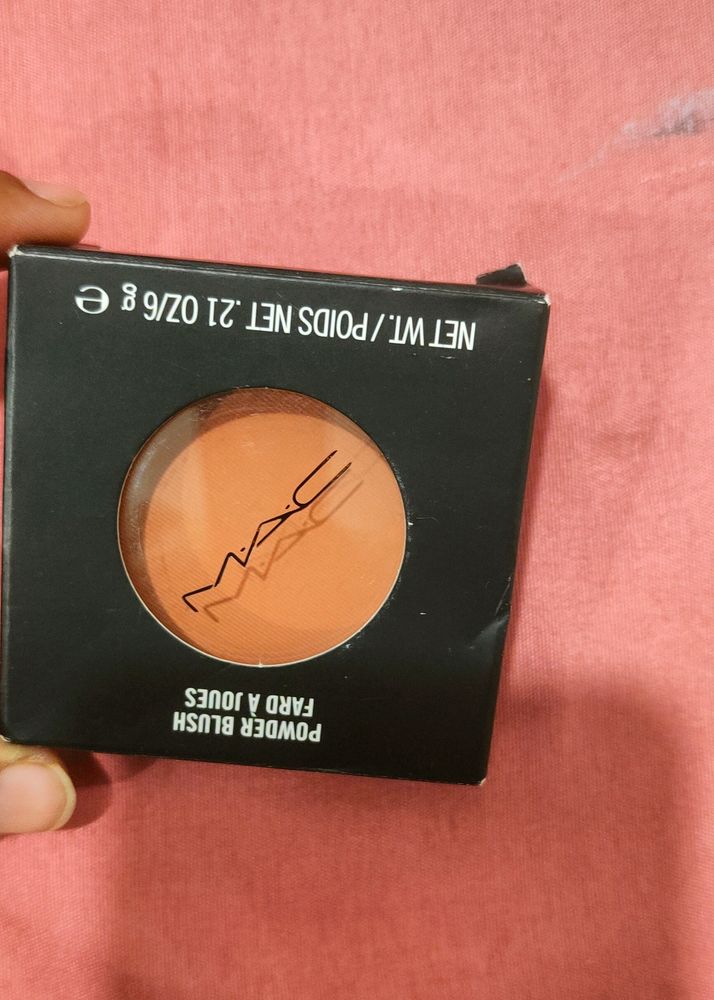 POWDER BLUSH
FARD À JOUES
M·A·C
NET WT. / POIDS NET .21 OZ/6 g ℮